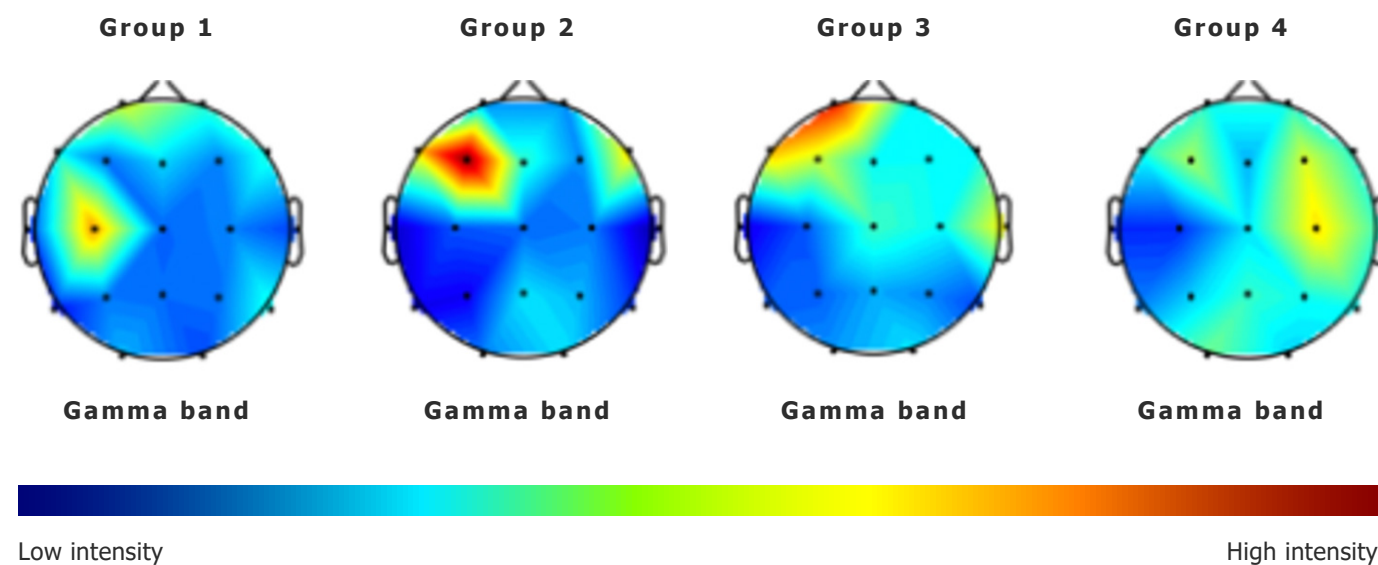 Group 1
Group 2
Group 3
Group 4
Gamma band
Gamma band
Gamma band
Gamma band
Low intensity
High intensity